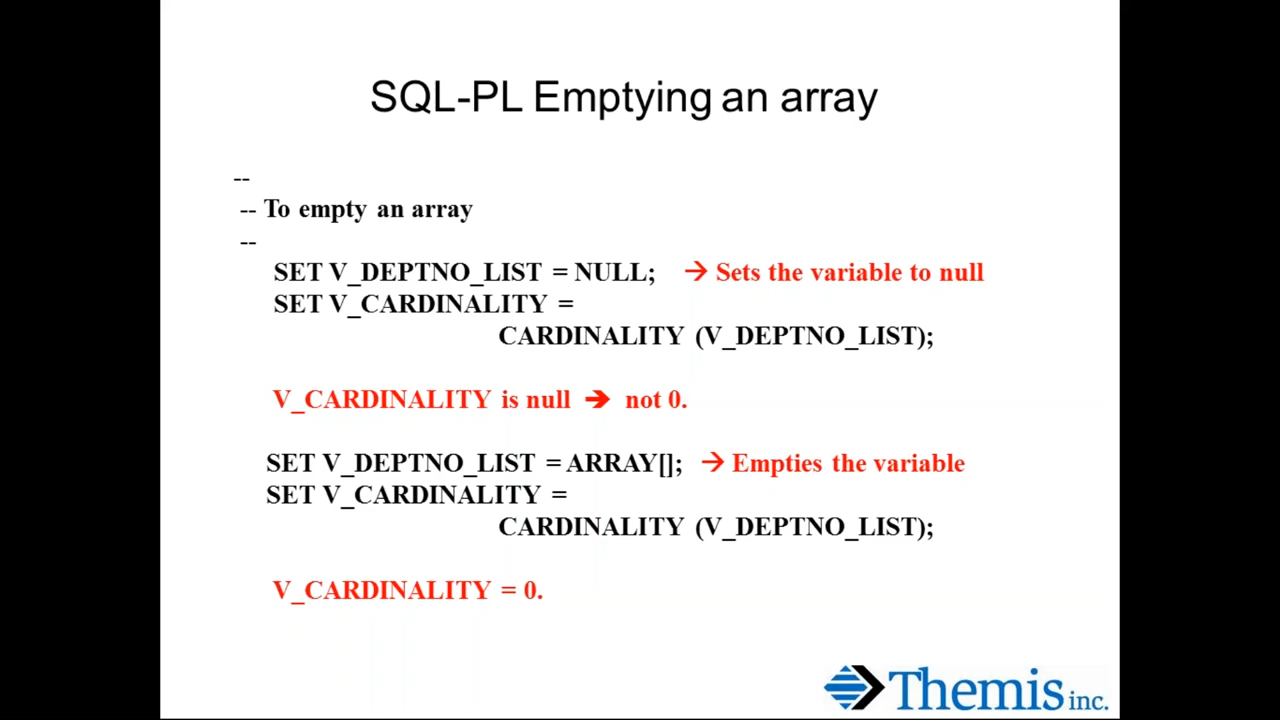 SQL-PL Emptying an array
--
-- To empty an array
--
SET V_DEPTNO_LIST = NULL; → Sets the variable to null
SET V_CARDINALITY =
CARDINALITY (V_DEPTNO_LIST);
V_CARDINALITY is null → not 0.
SET V_DEPTNO_LIST = ARRAY[]; → Empties the variable
SET V_CARDINALITY =
CARDINALITY (V_DEPTNO_LIST);
V_CARDINALITY = 0.
Themis inc.